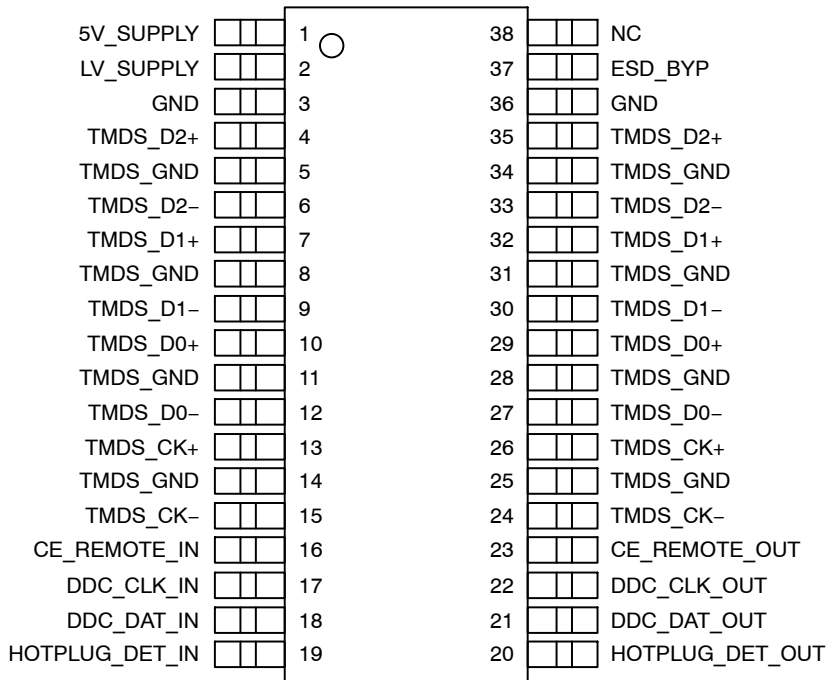 5V_SUPPLY 1 38 NC
LV_SUPPLY 2 37 ESD_BYP
GND 3 36 GND
TMDS_D2+ 4 35 TMDS_D2+
TMDS_GND 5 34 TMDS_GND
TMDS_D2− 6 33 TMDS_D2−
TMDS_D1+ 7 32 TMDS_D1+
TMDS_GND 8 31 TMDS_GND
TMDS_D1− 9 30 TMDS_D1−
TMDS_D0+ 10 29 TMDS_D0+
TMDS_GND 11 28 TMDS_GND
TMDS_D0− 12 27 TMDS_D0−
TMDS_CK+ 13 26 TMDS_CK+
TMDS_GND 14 25 TMDS_GND
TMDS_CK− 15 24 TMDS_CK−
CE_REMOTE_IN 16 23 CE_REMOTE_OUT
DDC_CLK_IN 17 22 DDC_CLK_OUT
DDC_DAT_IN 18 21 DDC_DAT_OUT
HOTPLUG_DET_IN 19 20 HOTPLUG_DET_OUT